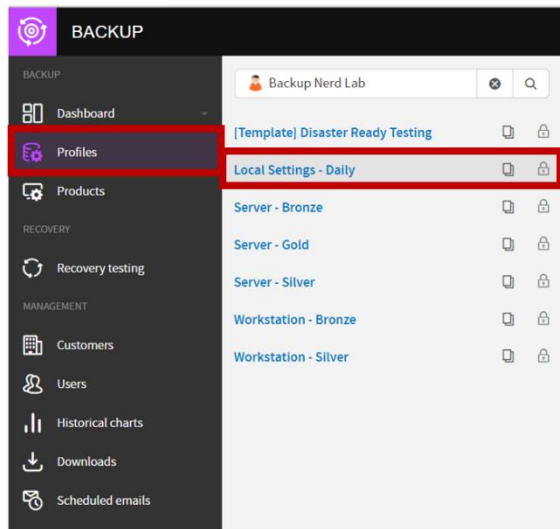 BACKUP
BACKUP
Dashboard
Profiles
Products
RECOVERY
Recovery testing
MANAGEMENT
Customers
Users
Historical charts
Downloads
Scheduled emails
Backup Nerd Lab
[Template] Disaster Ready Testing
Local Settings - Daily
Server - Bronze
Server - Gold
Server - Silver
Workstation - Bronze
Workstation - Silver